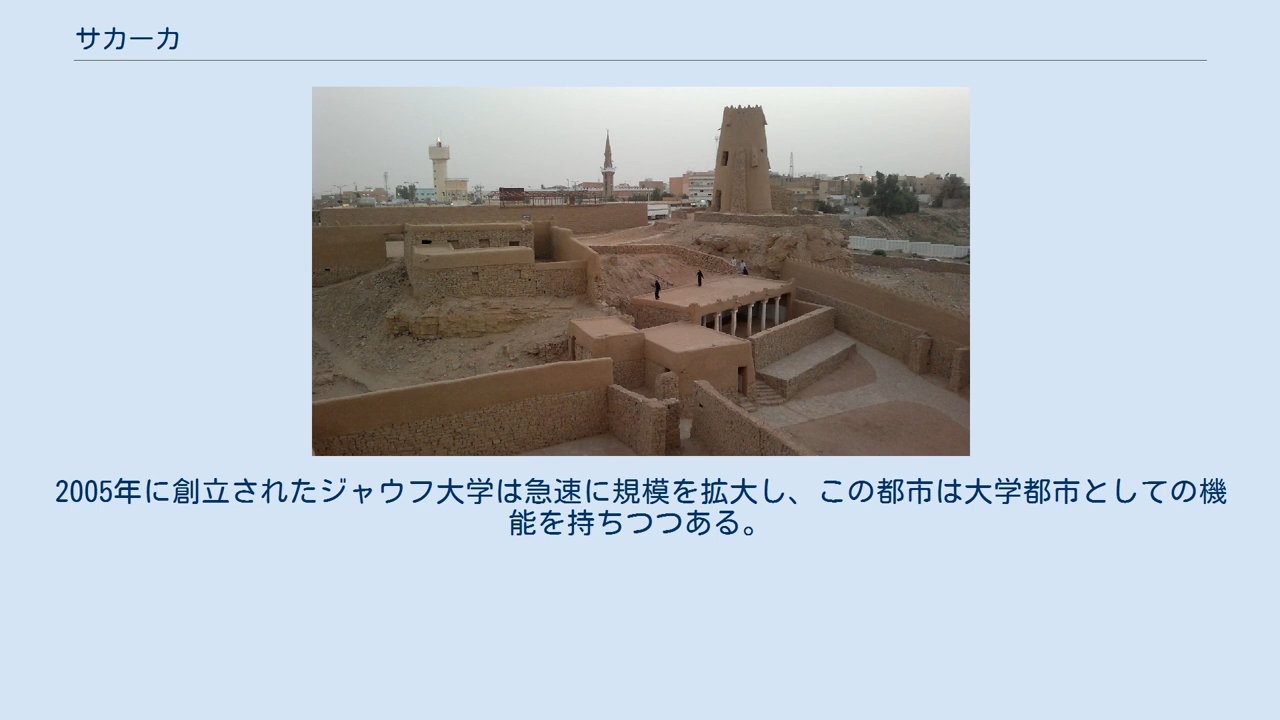 サカーカ
2005年に創立されたジャウフ大学は急速に規模を拡大し、この都市は大学都市としての機
能を持ちつつある。